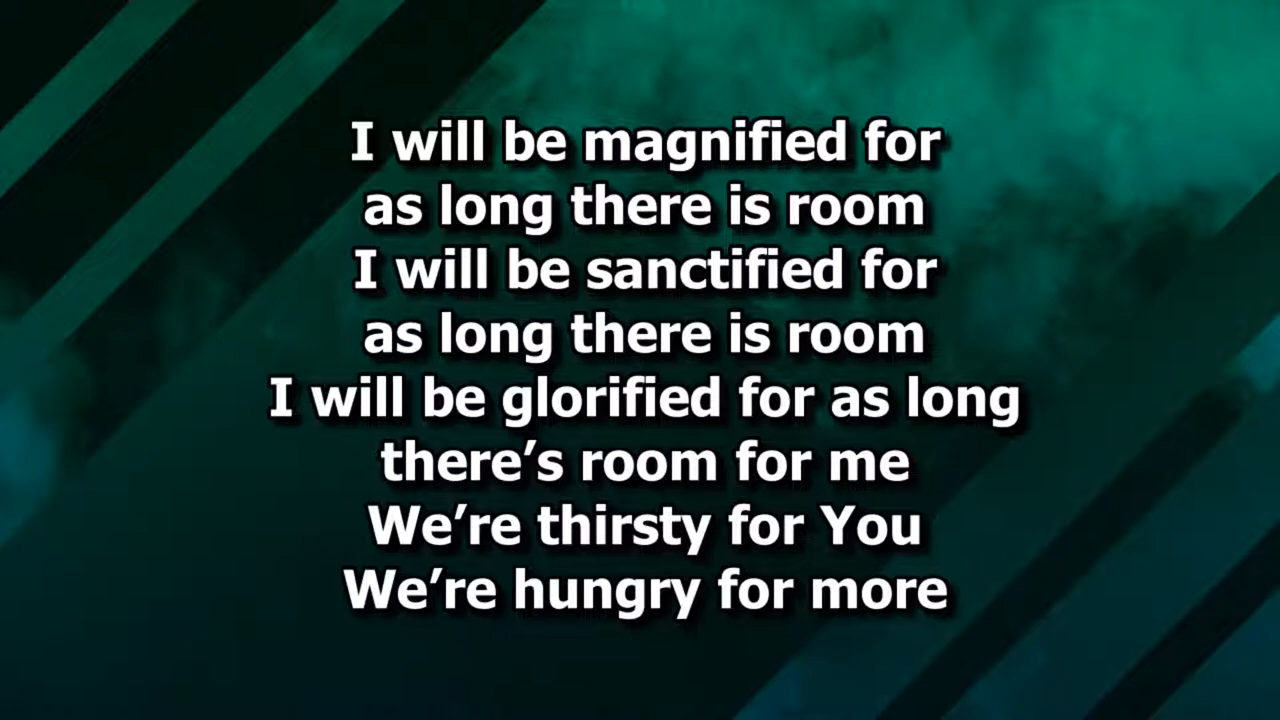 I will be magnified for
as long there is room
I will be sanctified for
as long there is room
I will be glorified for as long
there’s room for me
We’re thirsty for You
We’re hungry for more